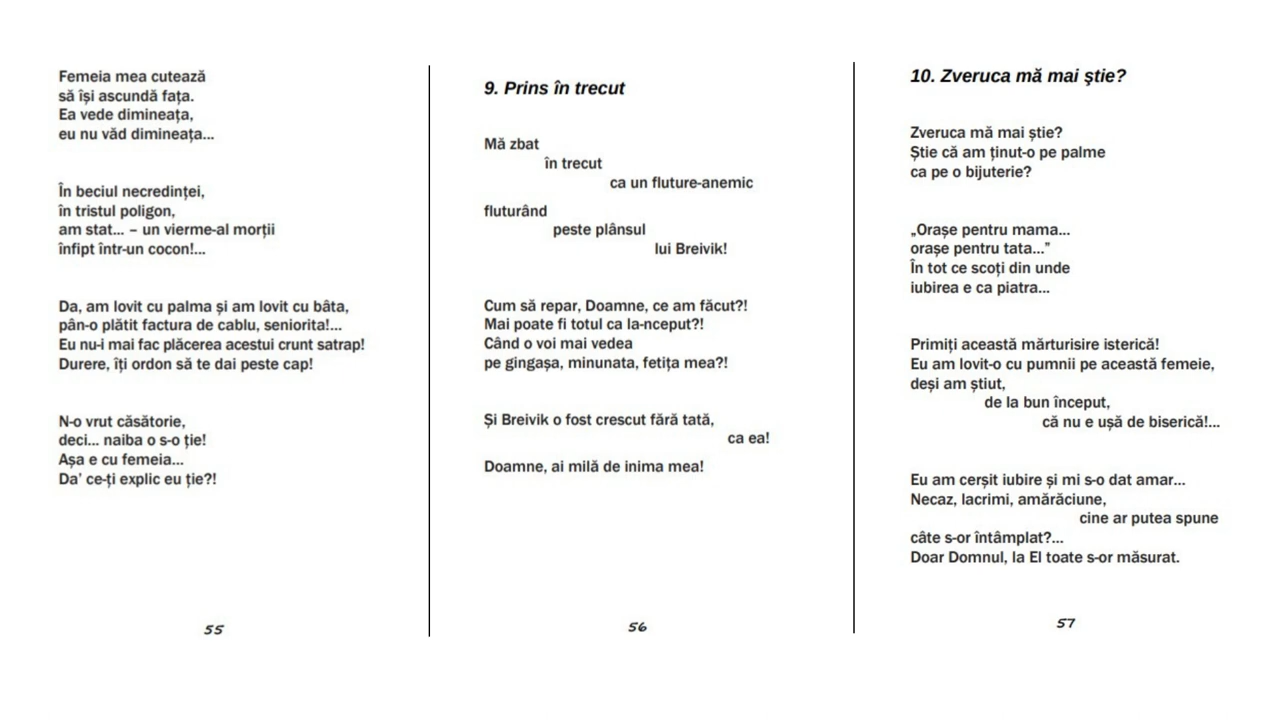 Femeia mea cutează
să își ascundă fața.
Ea vede dimineața,
eu nu văd dimineața...
În beciul necredinței,
în tristul poligon,
am stat... – un vierme-al morții
înfipt într-un cocon!...
Da, am lovit cu palma și am lovit cu bâta,
pân-o plătit factura de cablu, seniorita!...
Eu nu-i mai fac plăcerea acestui crunt satrap!
Durere, îți ordon să te dai peste cap!
N-o vrut căsătorie,
deci... naiba o s-o ție!
Așa e cu femeia...
Da' ce-ți explic eu ție?!
55
9. Prins în trecut
Mă zbat
în trecut
ca un fluture-anemic
fluturând
peste plânsul
lui Breivik!
Cum să repar, Doamne, ce am făcut?!
Mai poate fi totul ca la-nceput?!
Când o voi mai vedea
pe gingașa, minunata, fetița mea?!
Și Breivik o fost crescut fără tată,
ca ea!
Doamne, ai milă de inima mea!
56
10. Zveruca mă mai ştie?
Zveruca mă mai știe?
Știe că am ținut-o pe palme
ca pe o bijuterie?
„Orașe pentru mama...
orașe pentru tata...”
În tot ce scoți din unde
iubirea e ca piatra...
Primiți această mărturisire isterică!
Eu am lovit-o cu pumnii pe această femeie,
deși am știut,
de la bun început,
că nu e ușă de biserică!...
Eu am cerșit iubire și mi s-o dat amar...
Necaz, lacrimi, amărăciune,
cine ar putea spune
câte s-or întâmplat?...
Doar Domnul, la El toate s-or măsurat.
57